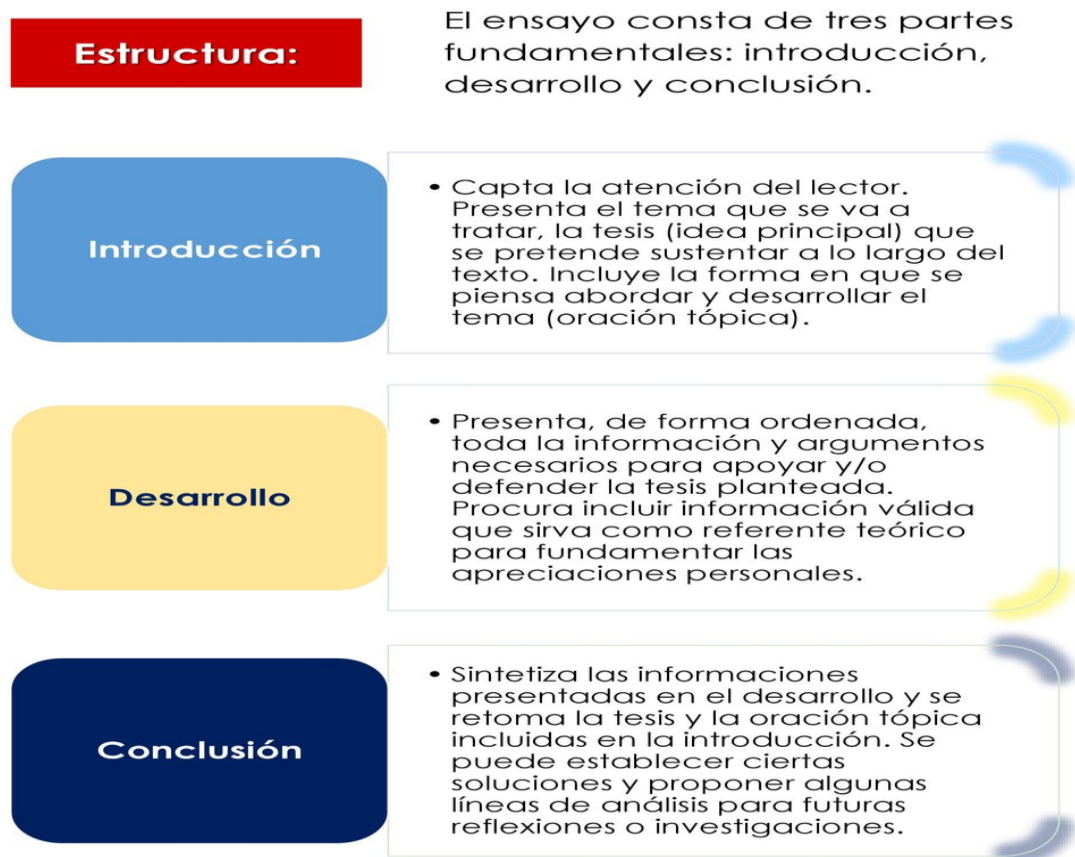 Estructura:
El ensayo consta de tres partes
fundamentales: introducción,
desarrollo y conclusión.
Introducción
• Capta la atención del lector.
Presenta el tema que se va a
tratar, la tesis (idea principal) que
se pretende sustentar a lo largo del
texto. Incluye la forma en que se
piensa abordar y desarrollar el
tema (oración tópica).
Desarrollo
• Presenta, de forma ordenada,
toda la información y argumentos
necesarios para apoyar y/o
defender la tesis planteada.
Procura incluir información válida
que sirva como referente teórico
para fundamentar las
apreciaciones personales.
Conclusión
• Sintetiza las informaciones
presentadas en el desarrollo y se
retoma la tesis y la oración tópica
incluidas en la introducción. Se
puede establecer ciertas
soluciones y proponer algunas
líneas de análisis para futuras
reflexiones o investigaciones.